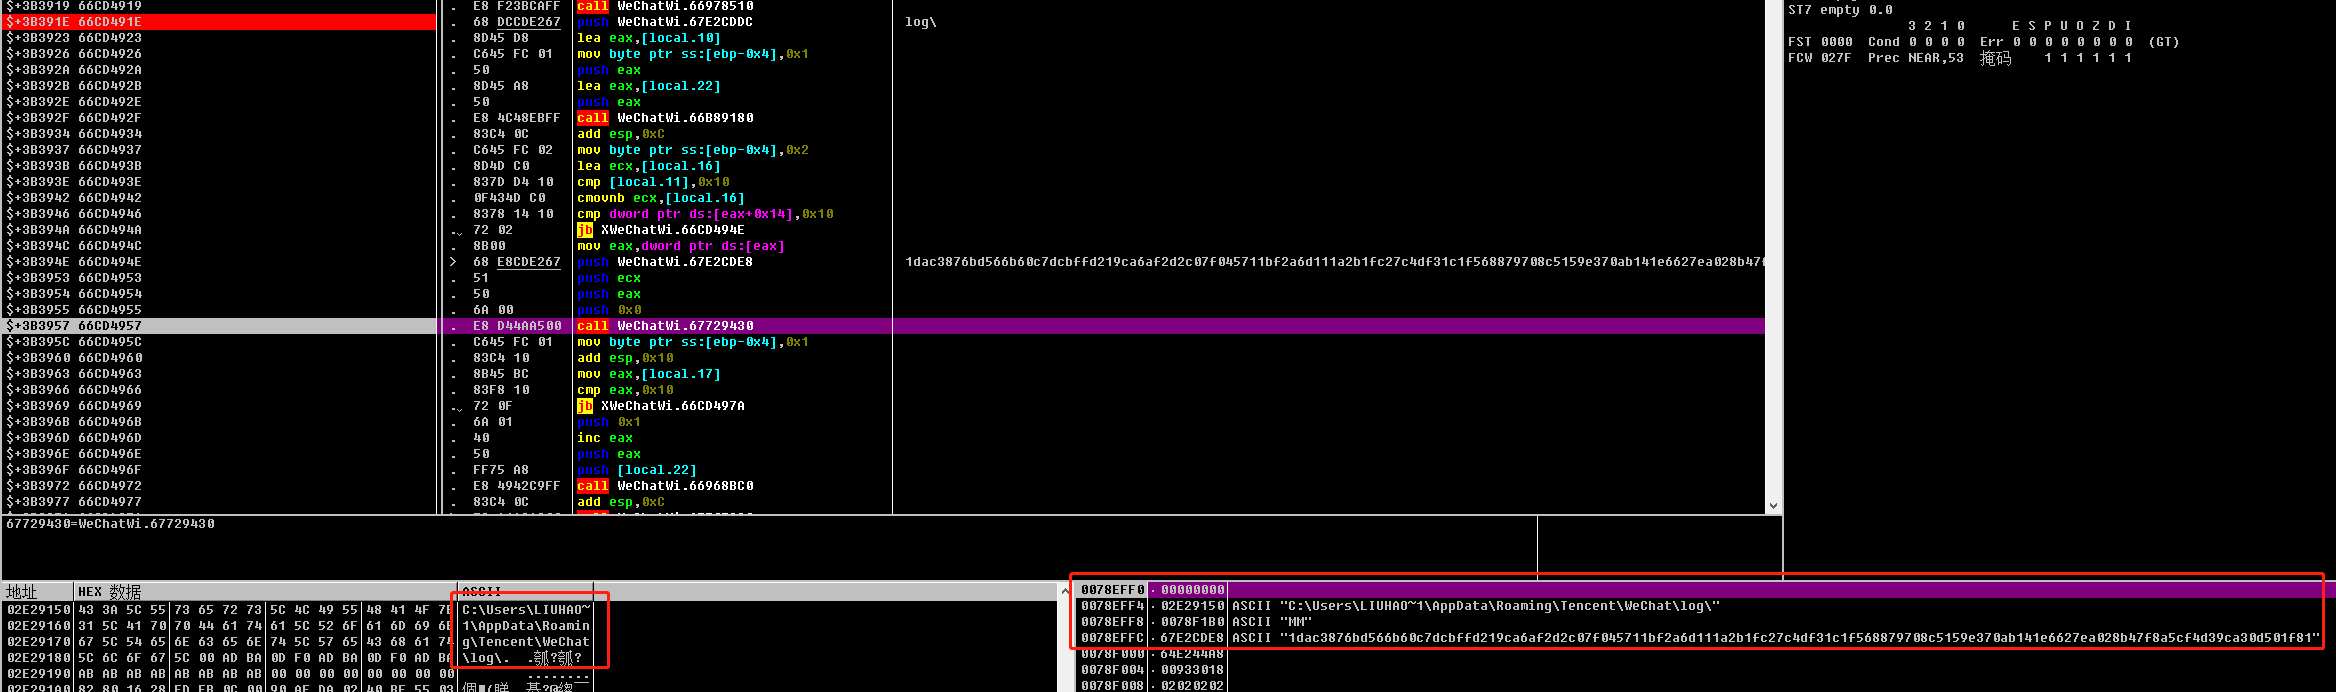 $+3B3919 66CD4919 . E8 F23BCAFF call WeChatWi.66978510
$+3B391E 66CD491E . 68 DCCDE267 push WeChatWi.67E2CDDC log\
$+3B3923 66CD4923 . 8D45 D8 lea eax,[local.10]
$+3B3926 66CD4926 . C645 FC 01 mov byte ptr ss:[ebp-0x4],0x1
$+3B392A 66CD492A . 50 push eax
$+3B392B 66CD492B . 8D45 A8 lea eax,[local.22]
$+3B392E 66CD492E . 50 push eax
$+3B392F 66CD492F . E8 4C48EBFF call WeChatWi.66B89180
$+3B3934 66CD4934 . 83C4 0C add esp,0xC
$+3B3937 66CD4937 . C645 FC 02 mov byte ptr ss:[ebp-0x4],0x2
$+3B393B 66CD493B . 8D4D C0 lea ecx,[local.16]
$+3B393E 66CD493E . 837D D4 10 cmp [local.11],0x10
$+3B3942 66CD4942 . 0F434D C0 cmovnb ecx,[local.16]
$+3B3946 66CD4946 . 8378 14 10 cmp dword ptr ds:[eax+0x14],0x10
$+3B394A 66CD494A .ˬ 72 02 jb XWeChatWi.66CD494E
$+3B394C 66CD494C . 8B00 mov eax,dword ptr ds:[eax]
$+3B394E 66CD494E > 68 E8CDE267 push WeChatWi.67E2CDE8 1dac3876bd566b60c7dcbffd219ca6af2d2c07f045711bf2a6d111a2b1fc27c4df31c1f568879708c5159e370ab141e6627ea028b47f
$+3B3953 66CD4953 . 51 push ecx
$+3B3954 66CD4954 . 50 push eax
$+3B3955 66CD4955 . 6A 00 push 0x0
$+3B3957 66CD4957 . E8 D44AA500 call WeChatWi.67729430
$+3B395C 66CD495C . C645 FC 01 mov byte ptr ss:[ebp-0x4],0x1
$+3B3960 66CD4960 . 83C4 10 add esp,0x10
$+3B3963 66CD4963 . 8B45 BC mov eax,[local.17]
$+3B3966 66CD4966 . 83F8 10 cmp eax,0x10
$+3B3969 66CD4969 .ˬ 72 0F jb XWeChatWi.66CD497A
$+3B396B 66CD496B . 6A 01 push 0x1
$+3B396D 66CD496D . 40 inc eax
$+3B396E 66CD496E . 50 push eax
$+3B396F 66CD496F . FF75 A8 push [local.22]
$+3B3972 66CD4972 . E8 4942C9FF call WeChatWi.66968BC0
$+3B3977 66CD4977 . 83C4 0C add esp,0xC
ST7 empty 0.0
3 2 1 0 E S P U O Z D I
FST 0000 Cond 0 0 0 0 Err 0 0 0 0 0 0 0 0 (GT)
FCW 027F Prec NEAR,53 掩码 1 1 1 1 1 1
67729430=WeChatWi.67729430
地址 HEX 数据 ASCII
02E29150 43 3A 5C 55 73 65 72 73 5C 4C 49 55 48 41 4F 7E C:\Users\LIUHAO~
02E29160 31 5C 41 70 70 44 61 74 61 5C 52 6F 61 6D 69 6E 1\AppData\Roamin
02E29170 67 5C 54 65 6E 63 65 6E 74 5C 57 65 43 68 61 74 g\Tencent\WeChat
02E29180 5C 6C 6F 67 5C 00 AD BA 0D F0 AD BA 0D F0 AD BA \log\.
02E29190 AB AB AB AB AB AB AB AB 00 00 00 00 00 00 00 00 ........
0078EFF0 · 00000000
0078EFF4 · 02E29150 ASCII "C:\Users\LIUHAO~1\AppData\Roaming\Tencent\WeChat\log\"
0078EFF8 · 0078F1B0 ASCII "MM"
0078EFFC · 67E2CDE8 ASCII "1dac3876bd566b60c7dcbffd219ca6af2d2c07f045711bf2a6d111a2b1fc27c4df31c1f568879708c5159e370ab141e6627ea028b47f8a5cf4d39ca30d501f81"
0078F000 · 64E244A8
0078F004 · 00933018
0078F008 · 02020202